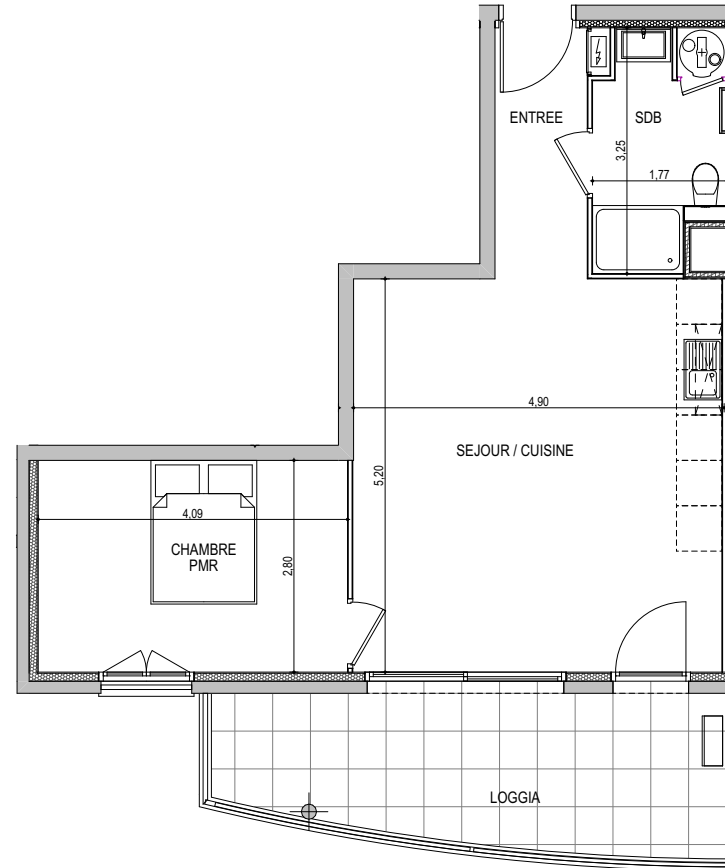 ENTREE
SDB
3,25
1,77
4,90
SEJOUR / CUISINE
5,20
4,09
CHAMBRE
PMR
2,80
LOGGIA